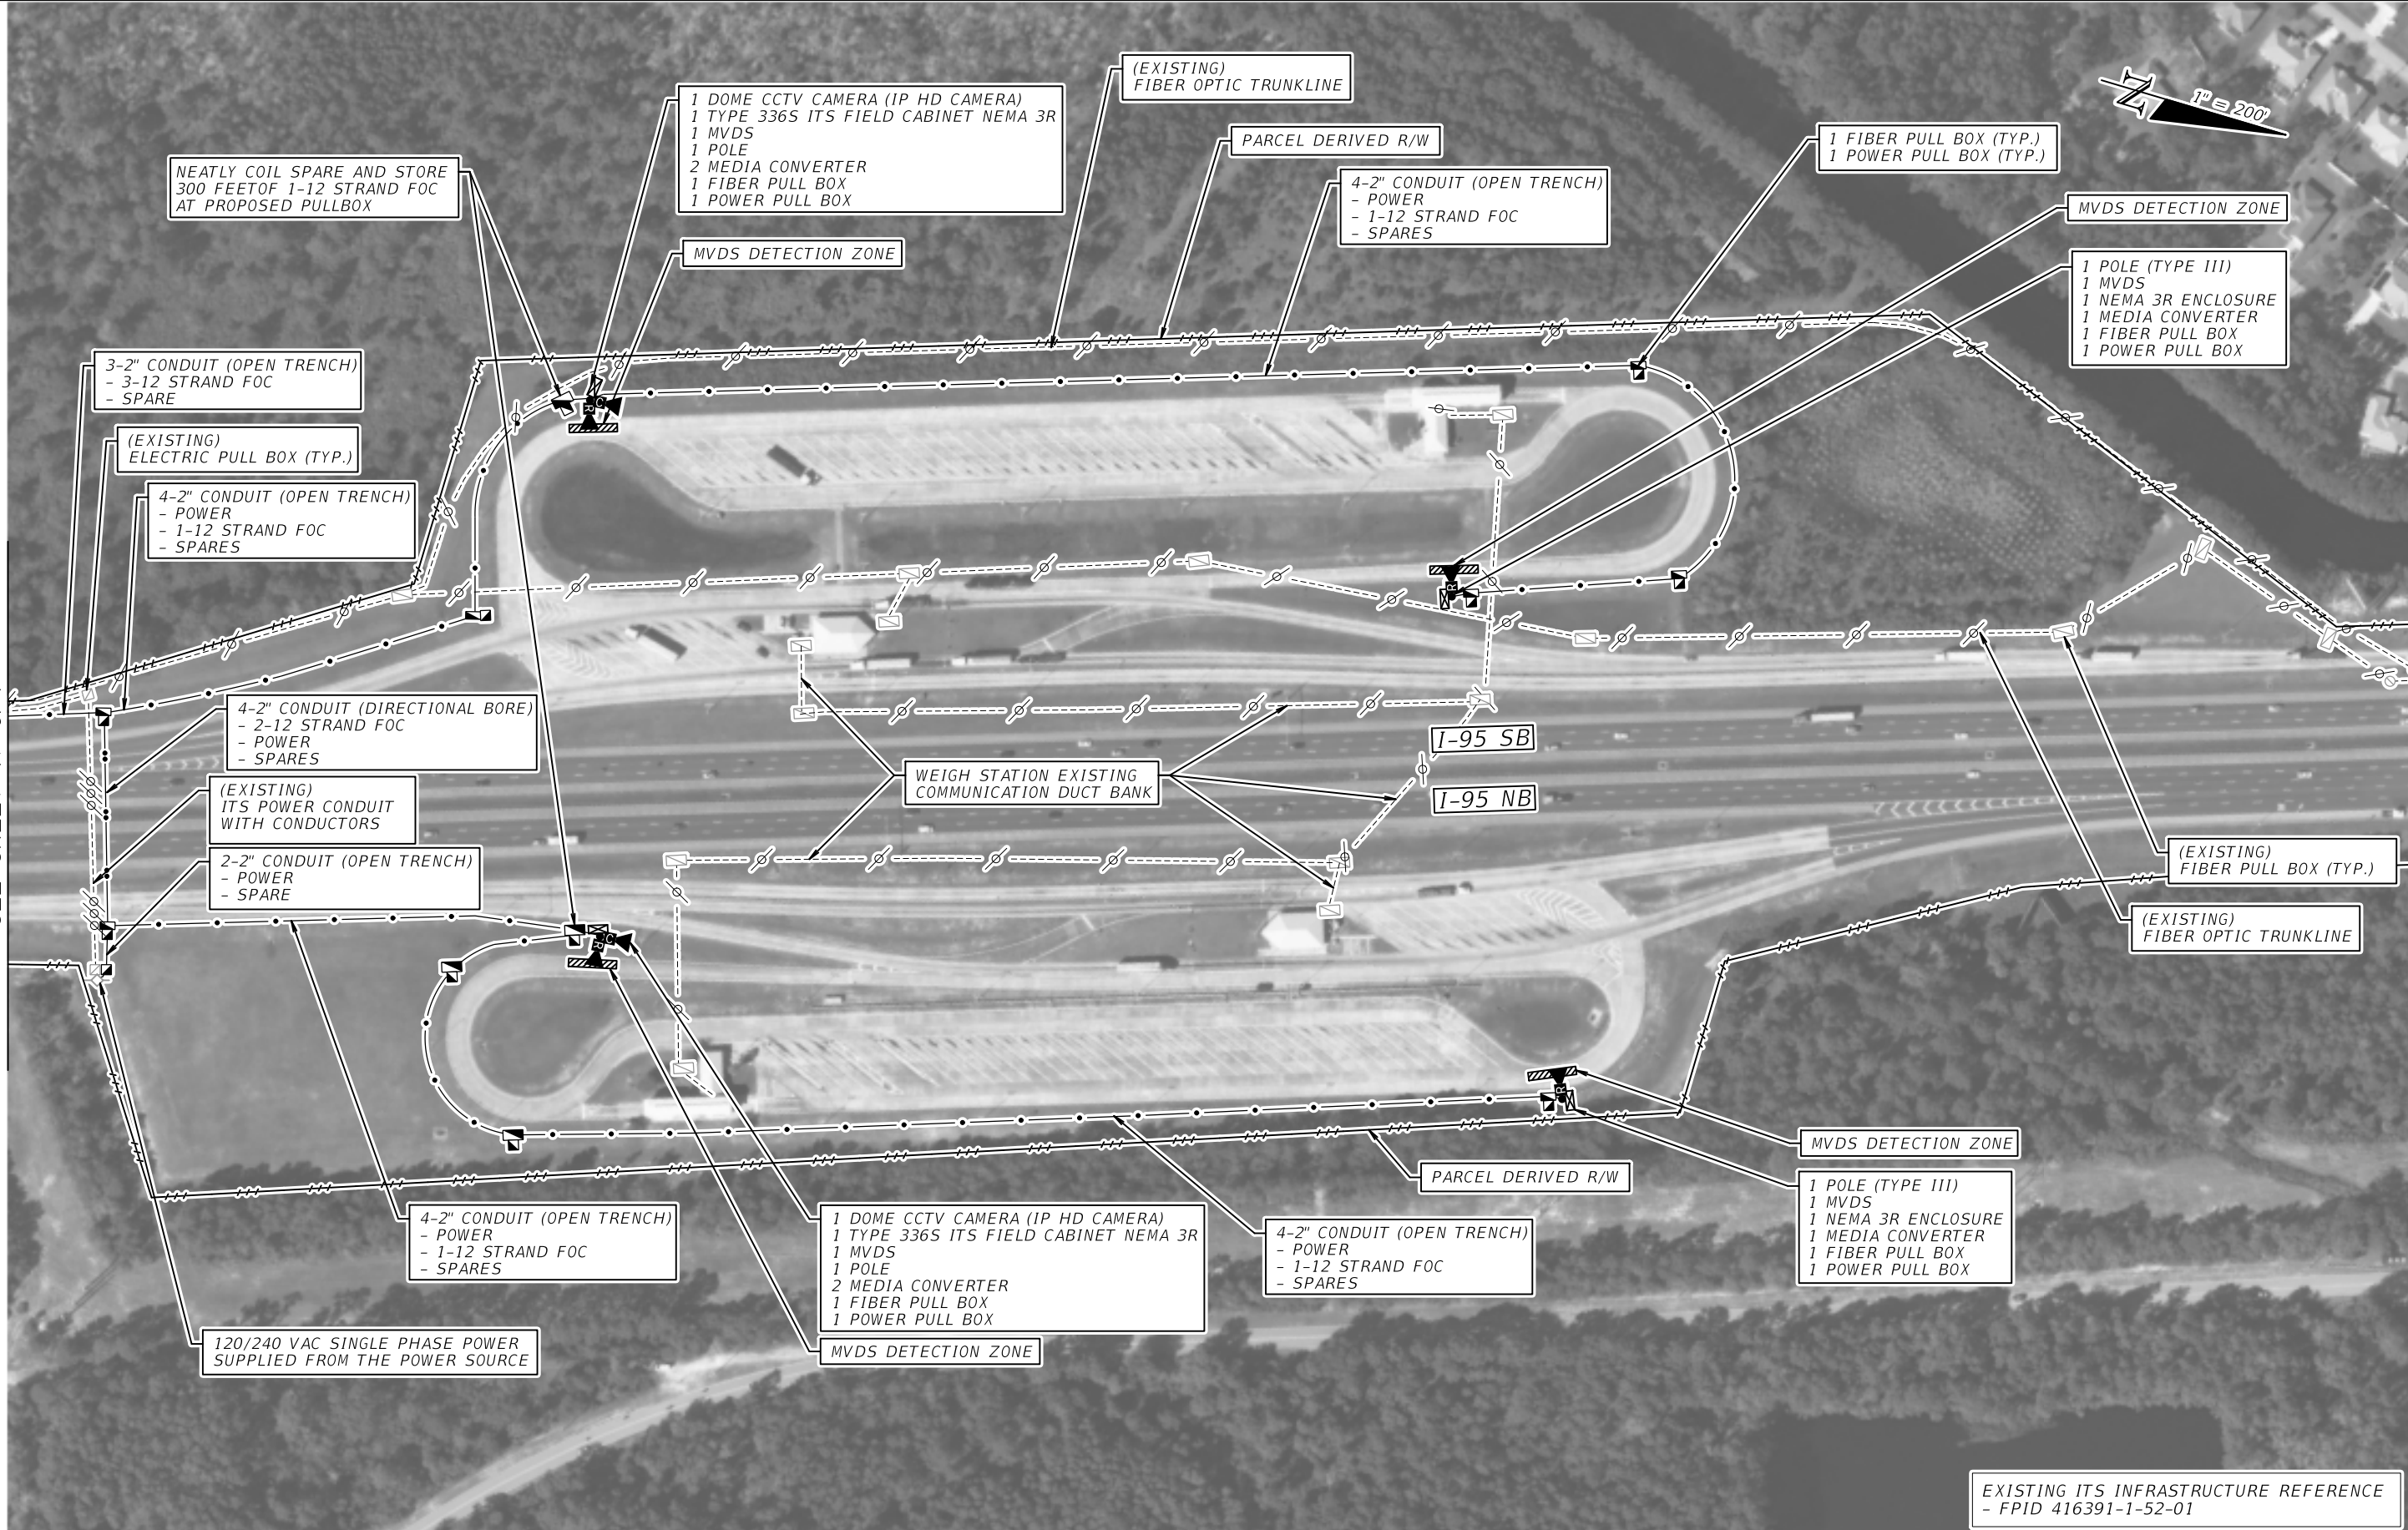 (EXISTING)
FIBER OPTIC TRUNKLINE
1 DOME CCTV CAMERA (IP HD CAMERA)
1 TYPE 336S ITS FIELD CABINET NEMA 3R
1 MVDS
1 POLE
2 MEDIA CONVERTER
1 FIBER PULL BOX
1 POWER PULL BOX
N
1" = 200'
PARCEL DERIVED R/W
1 FIBER PULL BOX (TYP.)
1 POWER PULL BOX (TYP.)
NEATLY COIL SPARE AND STORE
300 FEETOF 1-12 STRAND FOC
AT PROPOSED PULLBOX
4-2" CONDUIT (OPEN TRENCH)
- POWER
- 1-12 STRAND FOC
- SPARES
MVDS DETECTION ZONE
MVDS DETECTION ZONE
1 POLE (TYPE III)
1 MVDS
1 NEMA 3R ENCLOSURE
1 MEDIA CONVERTER
1 FIBER PULL BOX
1 POWER PULL BOX
3-2" CONDUIT (OPEN TRENCH)
- 3-12 STRAND FOC
- SPARE
(EXISTING)
ELECTRIC PULL BOX (TYP.)
4-2" CONDUIT (OPEN TRENCH)
- POWER
- 1-12 STRAND FOC
- SPARES
C
R
R
4-2" CONDUIT (DIRECTIONAL BORE)
- 2-12 STRAND FOC
- POWER
- SPARES
I-95 SB
(EXISTING)
ITS POWER CONDUIT
WITH CONDUCTORS
WEIGH STATION EXISTING
COMMUNICATION DUCT BANK
I-95 NB
2-2" CONDUIT (OPEN TRENCH)
- POWER
- SPARE
(EXISTING)
FIBER PULL BOX (TYP.)
(EXISTING)
FIBER OPTIC TRUNKLINE
C
R
R
MVDS DETECTION ZONE
PARCEL DERIVED R/W
1 POLE (TYPE III)
1 MVDS
1 NEMA 3R ENCLOSURE
1 MEDIA CONVERTER
1 FIBER PULL BOX
1 POWER PULL BOX
4-2" CONDUIT (OPEN TRENCH)
- POWER
- 1-12 STRAND FOC
- SPARES
1 DOME CCTV CAMERA (IP HD CAMERA)
1 TYPE 336S ITS FIELD CABINET NEMA 3R
1 MVDS
1 POLE
2 MEDIA CONVERTER
1 FIBER PULL BOX
1 POWER PULL BOX
4-2" CONDUIT (OPEN TRENCH)
- POWER
- 1-12 STRAND FOC
- SPARES
120/240 VAC SINGLE PHASE POWER
SUPPLIED FROM THE POWER SOURCE
MVDS DETECTION ZONE
EXISTING ITS INFRASTRUCTURE REFERENCE
- FPID 416391-1-52-01